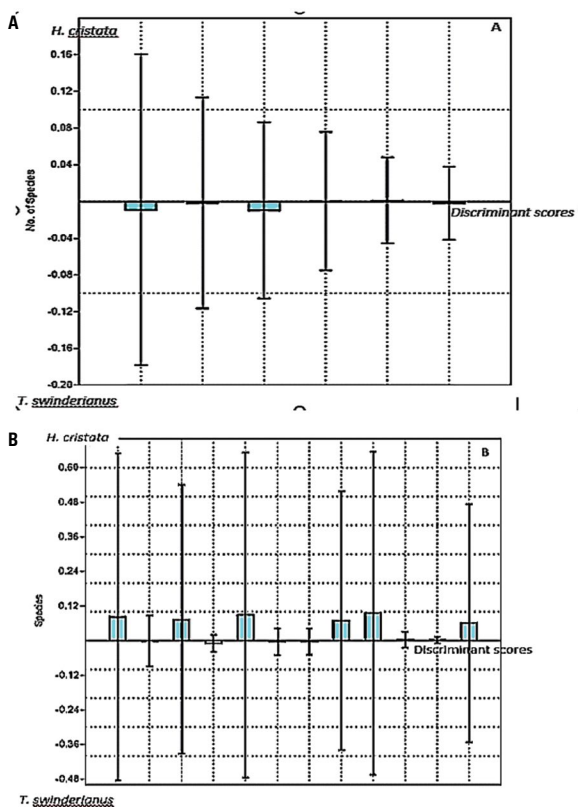 A
H. cristata
A
0.16
0.12
0.08
0.04
No. of Species
Discriminant scores
-0.04
-0.08
-0.12
-0.16
-0.20
T. swinderianus
B
H. cristata
B
0.60
0.48
0.36
0.24
0.12
Species
Discriminant scores
-0.12
-0.24
-0.36
-0.48
T. swinderianus